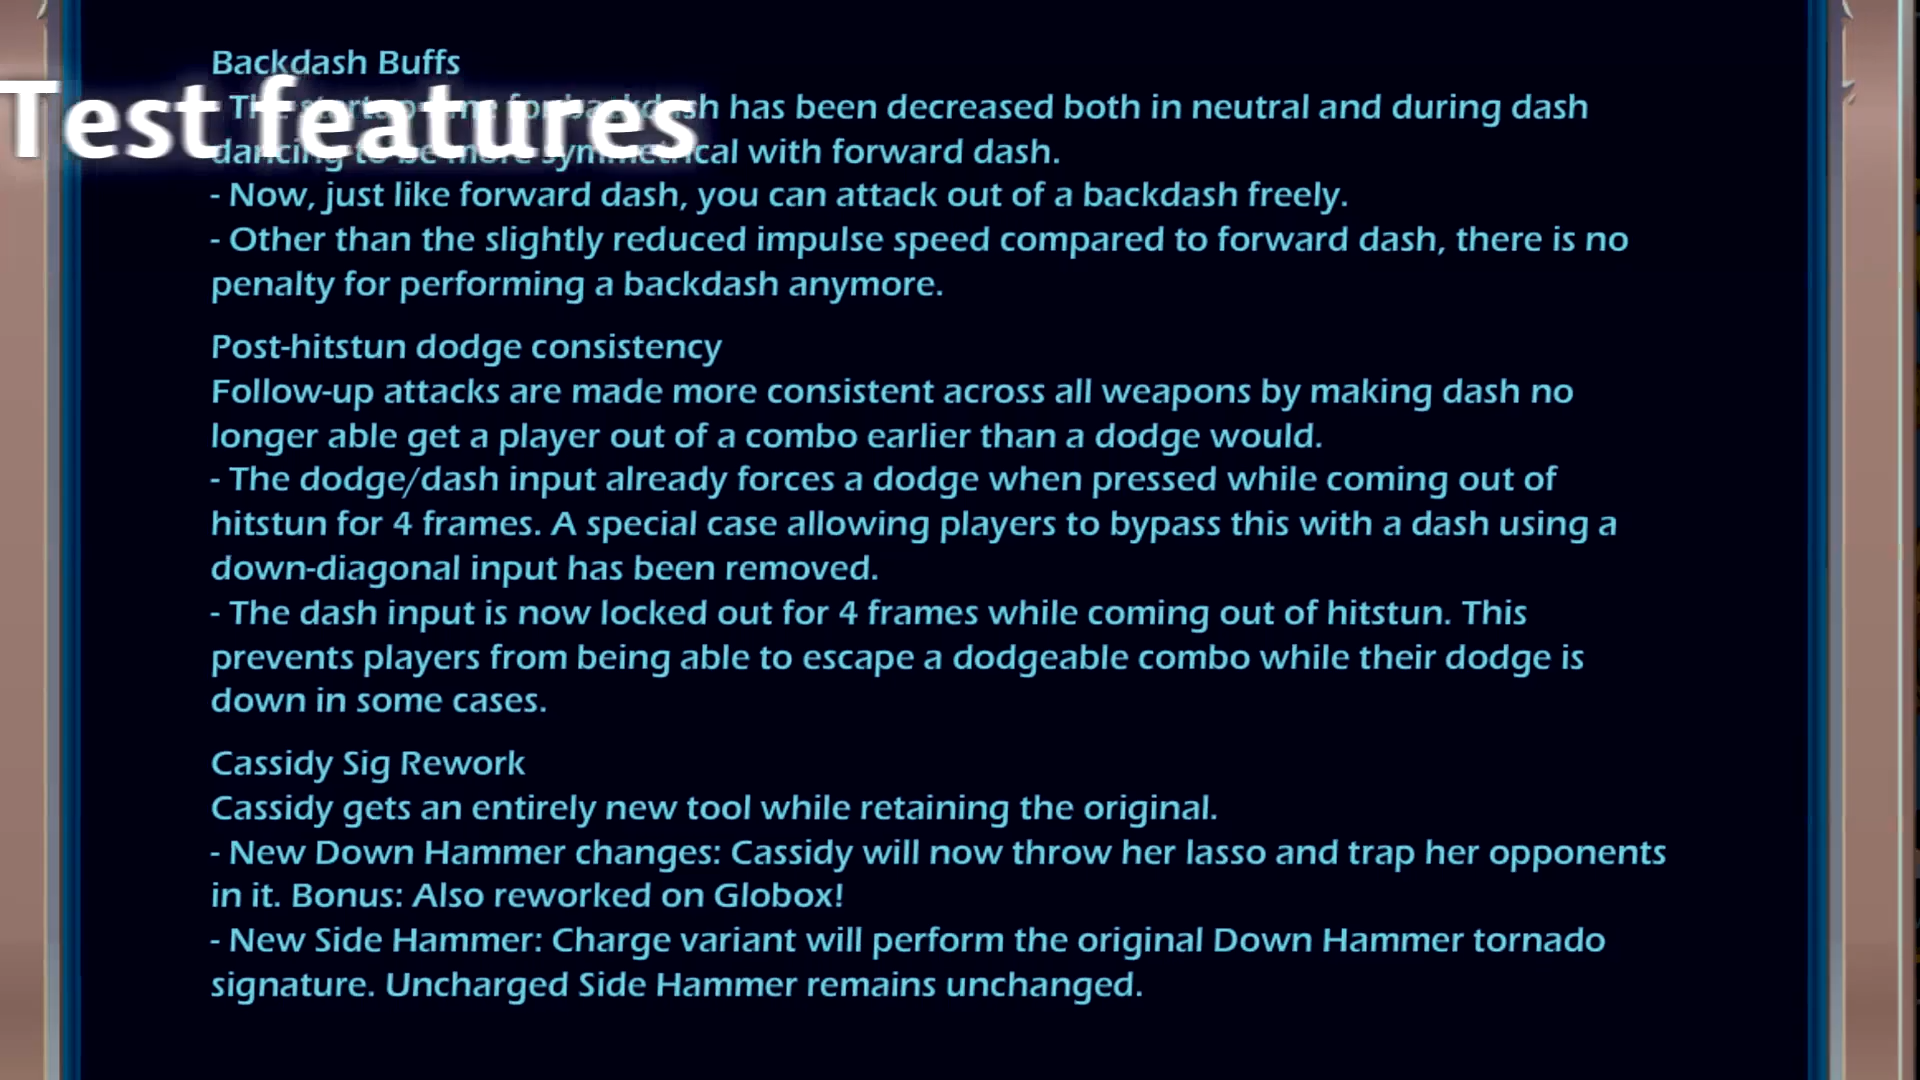 Backdash Buffs
Test features
- The startup time for backdash has been decreased both in neutral and during dash
dancing to be more symmetrical with forward dash.
- Now, just like forward dash, you can attack out of a backdash freely.
- Other than the slightly reduced impulse speed compared to forward dash, there is no
penalty for performing a backdash anymore.
Post-hitstun dodge consistency
Follow-up attacks are made more consistent across all weapons by making dash no
longer able get a player out of a combo earlier than a dodge would.
- The dodge/dash input already forces a dodge when pressed while coming out of
hitstun for 4 frames. A special case allowing players to bypass this with a dash using a
down-diagonal input has been removed.
- The dash input is now locked out for 4 frames while coming out of hitstun. This
prevents players from being able to escape a dodgeable combo while their dodge is
down in some cases.
Cassidy Sig Rework
Cassidy gets an entirely new tool while retaining the original.
- New Down Hammer changes: Cassidy will now throw her lasso and trap her opponents
in it. Bonus: Also reworked on Globox!
- New Side Hammer: Charge variant will perform the original Down Hammer tornado
signature. Uncharged Side Hammer remains unchanged.